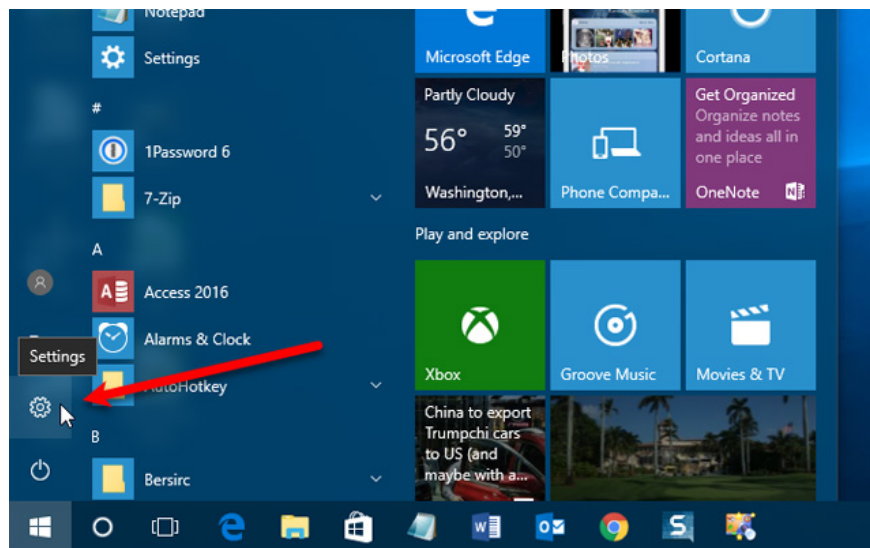 Notepad
Settings
#
1Password 6
7-Zip
A
Access 2016
Alarms & Clock
AutoHotkey
B
Bersirc
Settings
Microsoft Edge
Photos
Cortana
Partly Cloudy
56°
59°
50°
Washington,...
Phone Compa...
Get Organized
Organize notes
and ideas all in
one place
OneNote
N
Play and explore
Xbox
Groove Music
Movies & TV
China to export
Trumpchi cars
to US (and
maybe with a...